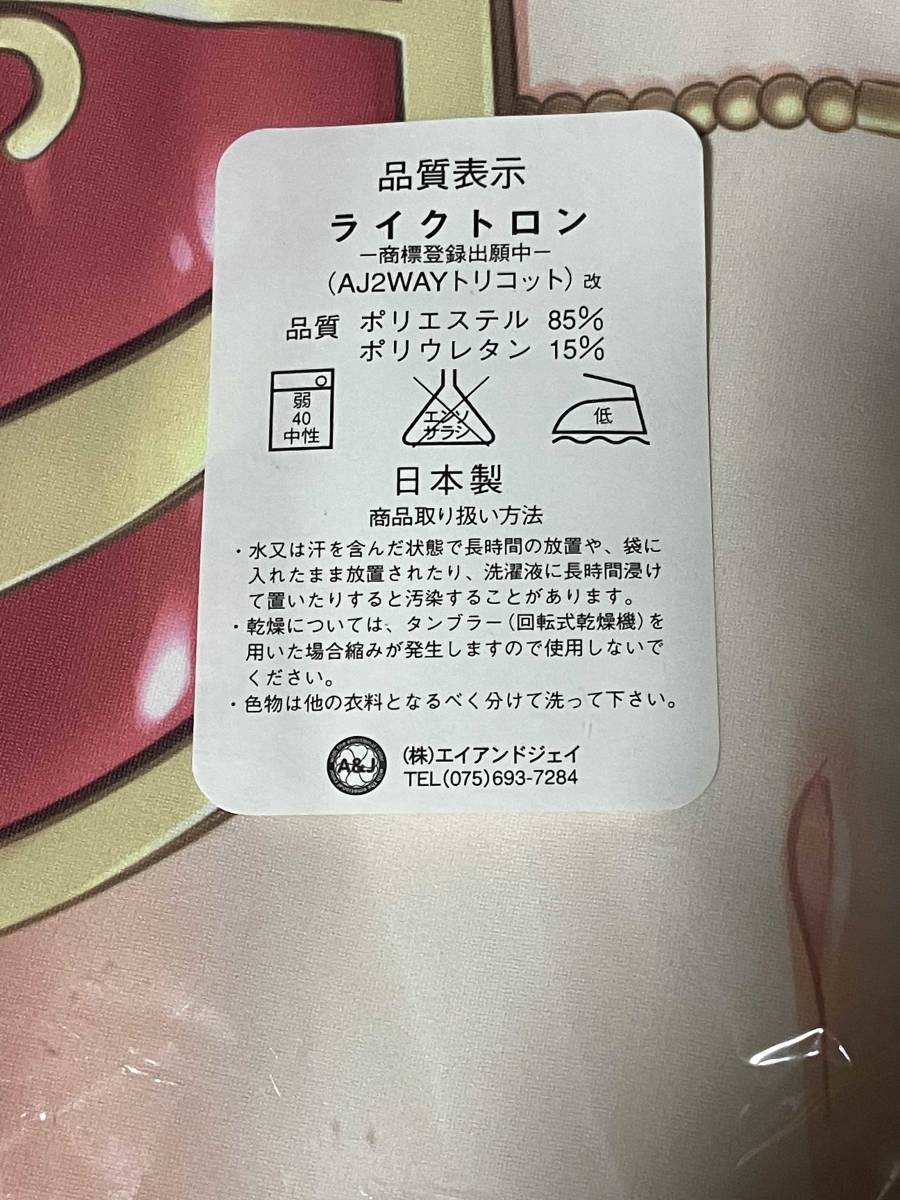 品質表示
ライクトロン
ー商標登録出願中ー
(AJ2WAYトリコット) 改
品質 ポリエステル 85%
ポリウレタン 15%
弱
40
中性
エンソ
サラシ
低
日本製
商品取り扱い方法
・水又は汗を含んだ状態で長時間の放置や、袋に
入れたまま放置されたり、洗濯液に長時間浸け
て置いたりすると汚染することがあります。
・乾燥については、タンブラー(回転式乾燥機)を
用いた場合縮みが発生しますので使用しないで
ください。
・色物は他の衣料となるべく分けて洗って下さい。
A&J
(株)エイアンドジェイ
TEL(075)693-7284